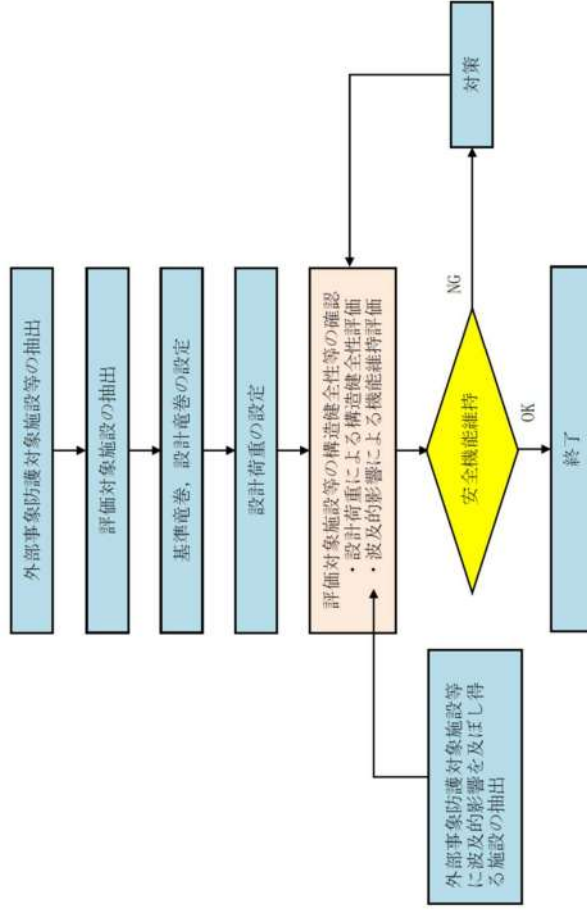 外部事象防護対象施設等の抽出
評価対象施設の抽出
基準竜巻，設計竜巻の設定
設計荷重の設定
評価対象施設等の構造健全性等の確認
・設計荷重による構造健全性評価
・波及的影響による機能維持評価
外部事象防護対象施設等
に波及的影響を及ぼし得
る施設の抽出
安全機能維持
NG
対策
OK
終了